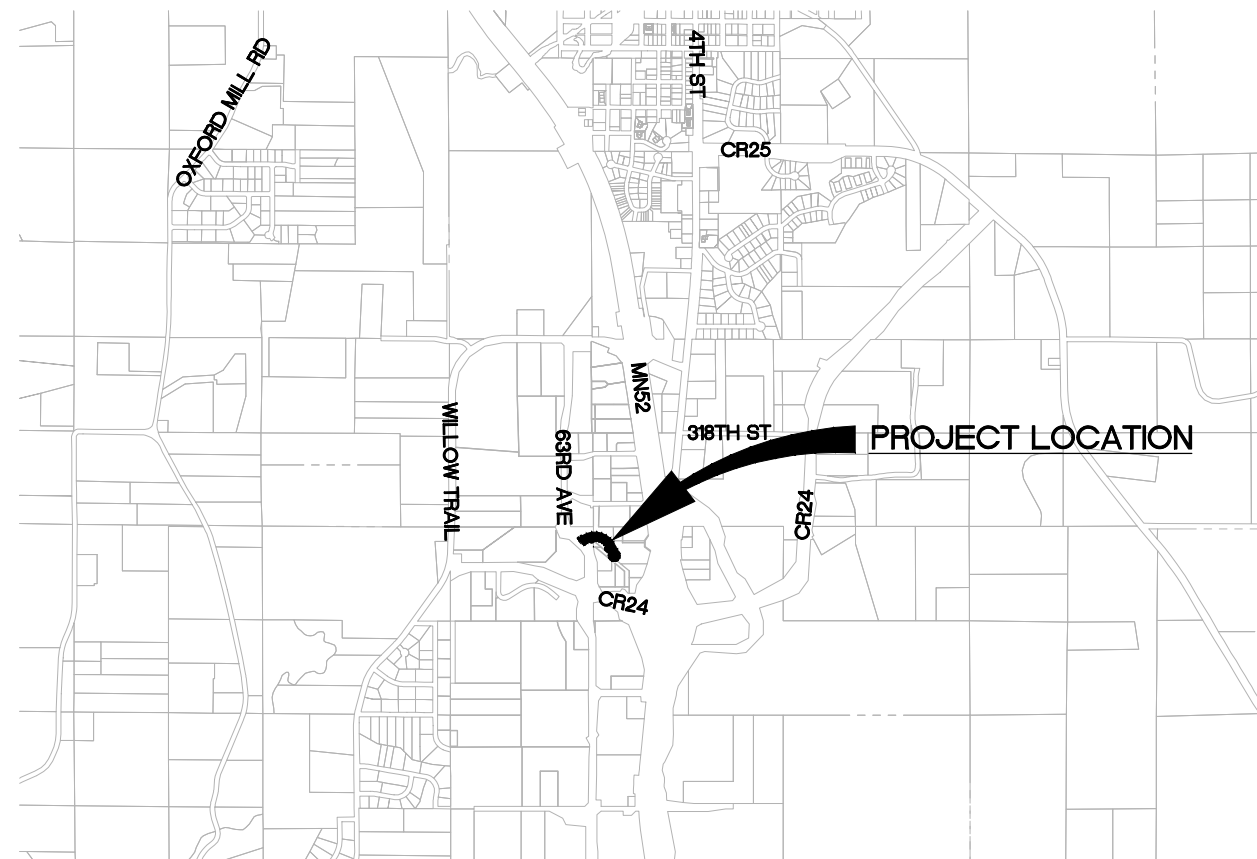 OXFORD MILL RD
4TH ST
CR25
MN52
WILLOW TRAIL
63RD AVE
318TH ST
PROJECT LOCATION
CR24
CR24